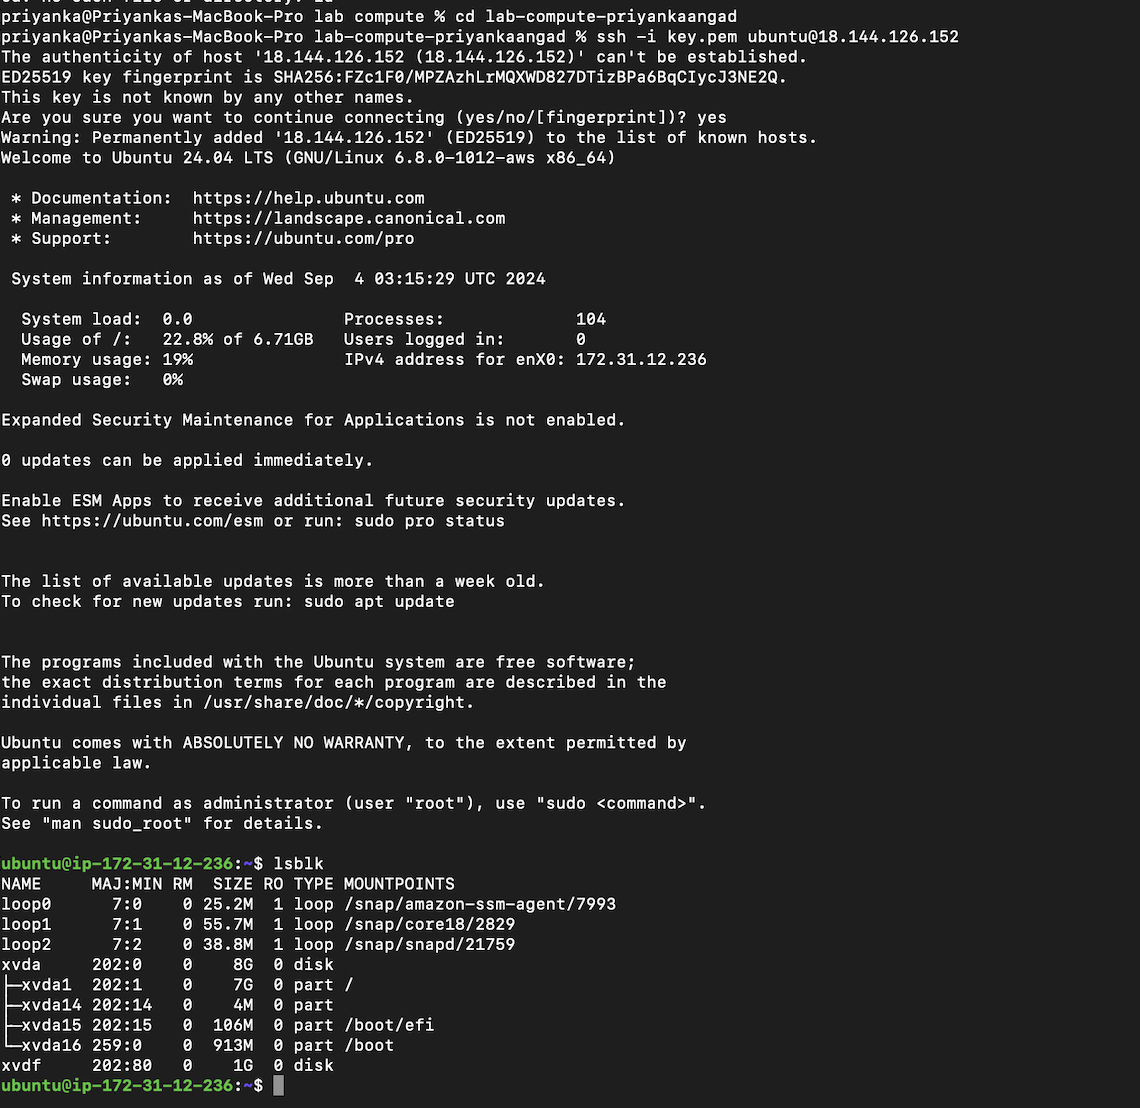 priyanka@Priyankas-MacBook-Pro lab compute % cd lab-compute-priyankaangad
priyanka@Priyankas-MacBook-Pro lab-compute-priyankaangad % ssh -i key.pem ubuntu@18.144.126.152
The authenticity of host '18.144.126.152 (18.144.126.152)' can't be established.
ED25519 key fingerprint is SHA256:FZc1F0/MPZAzhLrMQXWD827DTizBPa6BqCIycJ3NE2Q.
This key is not known by any other names.
Are you sure you want to continue connecting (yes/no/[fingerprint])? yes
Warning: Permanently added '18.144.126.152' (ED25519) to the list of known hosts.
Welcome to Ubuntu 24.04 LTS (GNU/Linux 6.8.0-1012-aws x86_64)

 * Documentation:  https://help.ubuntu.com
 * Management:     https://landscape.canonical.com
 * Support:        https://ubuntu.com/pro

 System information as of Wed Sep  4 03:15:29 UTC 2024

  System load:  0.0               Processes:             104
  Usage of /:   22.8% of 6.71GB   Users logged in:       0
  Memory usage: 19%               IPv4 address for enX0: 172.31.12.236
  Swap usage:   0%

Expanded Security Maintenance for Applications is not enabled.

0 updates can be applied immediately.

Enable ESM Apps to receive additional future security updates.
See https://ubuntu.com/esm or run: sudo pro status


The list of available updates is more than a week old.
To check for new updates run: sudo apt update


The programs included with the Ubuntu system are free software;
the exact distribution terms for each program are described in the
individual files in /usr/share/doc/*/copyright.

Ubuntu comes with ABSOLUTELY NO WARRANTY, to the extent permitted by
applicable law.

To run a command as administrator (user "root"), use "sudo <command>".
See "man sudo_root" for details.

ubuntu@ip-172-31-12-236:~$ lsblk
NAME     MAJ:MIN RM  SIZE RO TYPE MOUNTPOINTS
loop0      7:0    0 25.2M  1 loop /snap/amazon-ssm-agent/7993
loop1      7:1    0 55.7M  1 loop /snap/core18/2829
loop2      7:2    0 38.8M  1 loop /snap/snapd/21759
xvda     202:0    0    8G  0 disk
├─xvda1  202:1    0    7G  0 part /
├─xvda14 202:14   0    4M  0 part
├─xvda15 202:15   0  106M  0 part /boot/efi
└─xvda16 259:0    0  913M  0 part /boot
xvdf     202:80   0    1G  0 disk
ubuntu@ip-172-31-12-236:~$